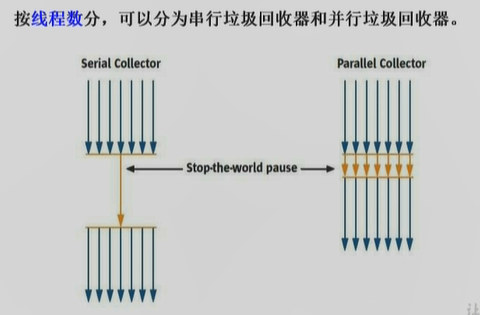 按线程数分，可以分为串行垃圾回收器和并行垃圾回收器。
Serial Collector
Parallel Collector
Stop-the-world pause
让